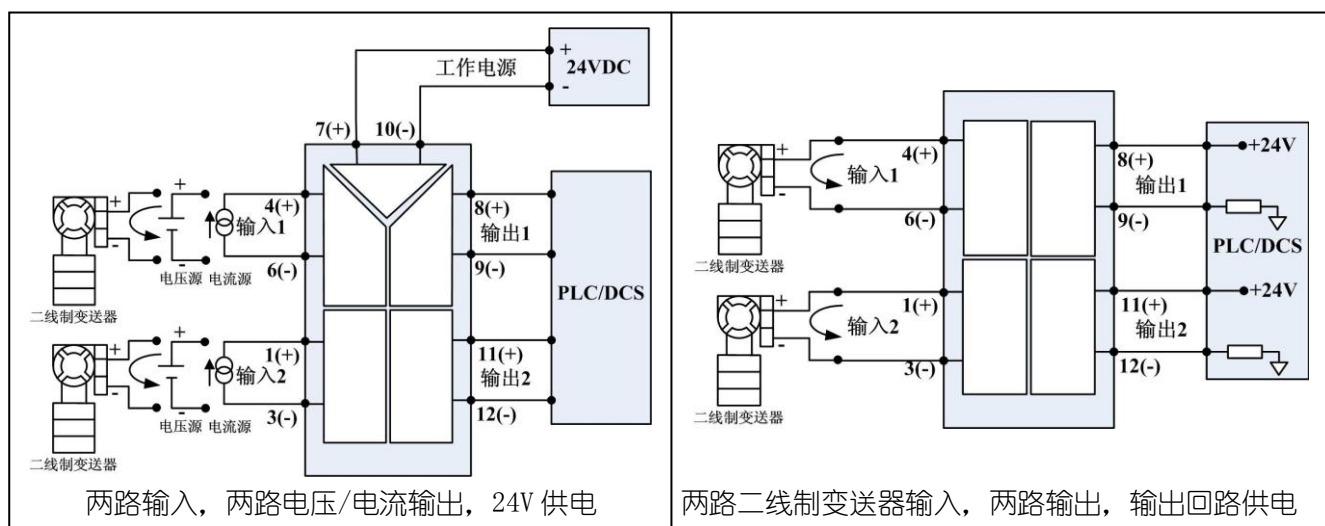 +
工作电源
24VDC
-
7(+)
10(-)
+
-
+
-
电压源
电流源
二线制变送器
4(+)
输入1
6(-)
8(+)
输出1
9(-)
PLC/DCS
+
-
+
-
电压源
电流源
二线制变送器
1(+)
输入2
3(-)
11(+)
输出2
12(-)
两路输入，两路电压/电流输出，24V 供电
+
-
二线制变送器
4(+)
输入1
6(-)
8(+)
输出1
9(-)
+24V
PLC/DCS
+
-
二线制变送器
1(+)
输入2
3(-)
11(+)
输出2
12(-)
+24V
两路二线制变送器输入，两路输出，输出回路供电